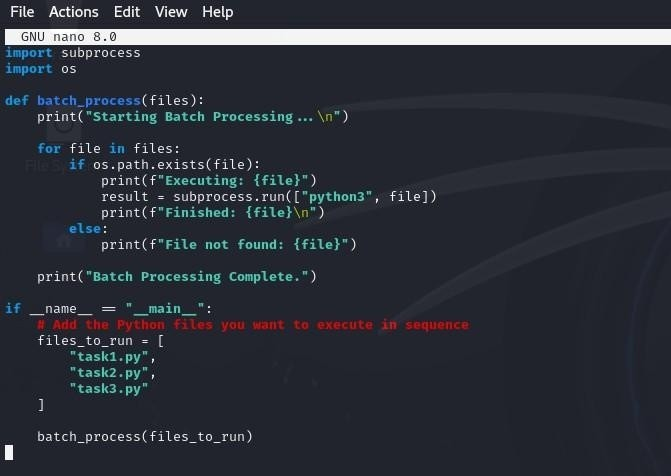 File Actions Edit View Help
GNU nano 8.0
import subprocess
import os

def batch_process(files):
    print("Starting Batch Processing...\n")

    for file in files:
        if os.path.exists(file):
            print(f"Executing: {file}")
            result = subprocess.run(["python3", file])
            print(f"Finished: {file}\n")
        else:
            print(f"File not found: {file}")

    print("Batch Processing Complete.")

if __name__ == "__main__":
    # Add the Python files you want to execute in sequence
    files_to_run = [
        "task1.py",
        "task2.py",
        "task3.py"
    ]

    batch_process(files_to_run)